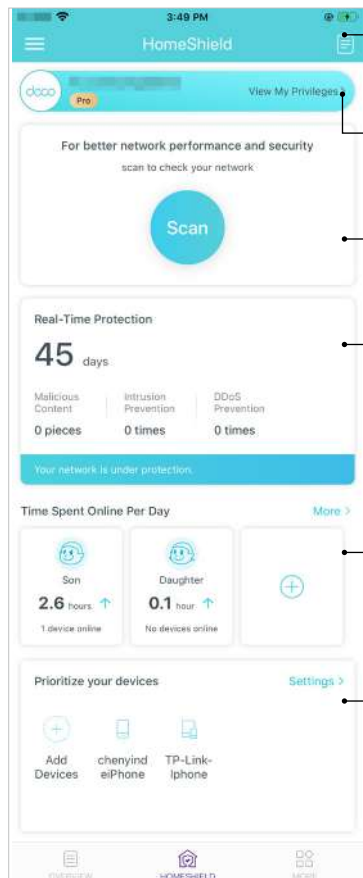 3:49 PM
HomeShield
deco
Pro
View My Privileges >
For better network performance and security
scan to check your network
Scan
Real-Time Protection
45 days
Malicious Content
Intrusion Prevention
DDoS Prevention
0 pieces
0 times
0 times
Your network is under protection.
Time Spent Online Per Day
More >
Son
Daughter
2.6 hours ↑
0.1 hour ↑
1 device online
No devices online
Prioritize your devices
Settings >
Add Devices
chenyind eiPhone
TP-Link-Iphone
OVERVIEW
HOMESHIELD
MORE